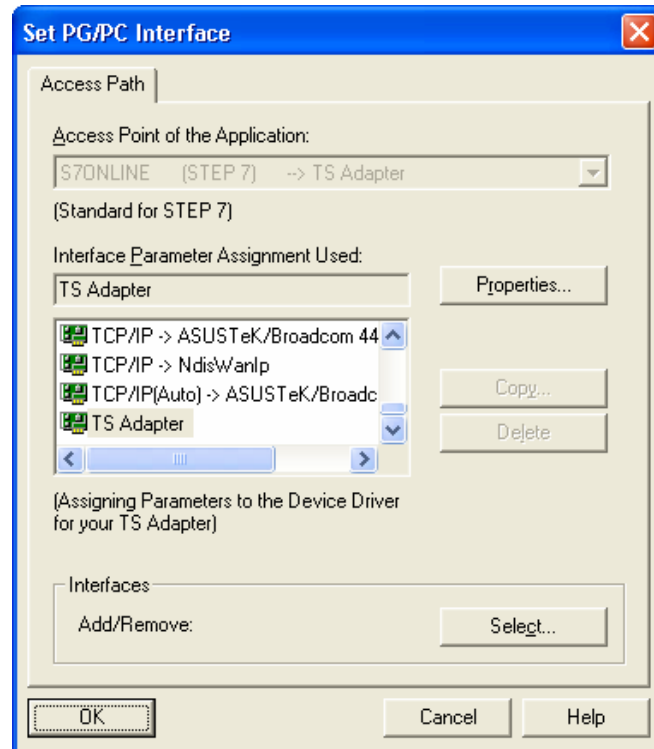 Set PG/PC Interface
Access Path
Access Point of the Application:
S7ONLINE (STEP 7) --> TS Adapter
(Standard for STEP 7)
Interface Parameter Assignment Used:
TS Adapter
Properties...
TCP/IP -> ASUSTeK/Broadcom 44
TCP/IP -> NdisWanIp
TCP/IP(Auto) -> ASUSTeK/Broadc
TS Adapter
Copy...
Delete
(Assigning Parameters to the Device Driver
for your TS Adapter)
Interfaces
Add/Remove:
Select...
OK
Cancel
Help